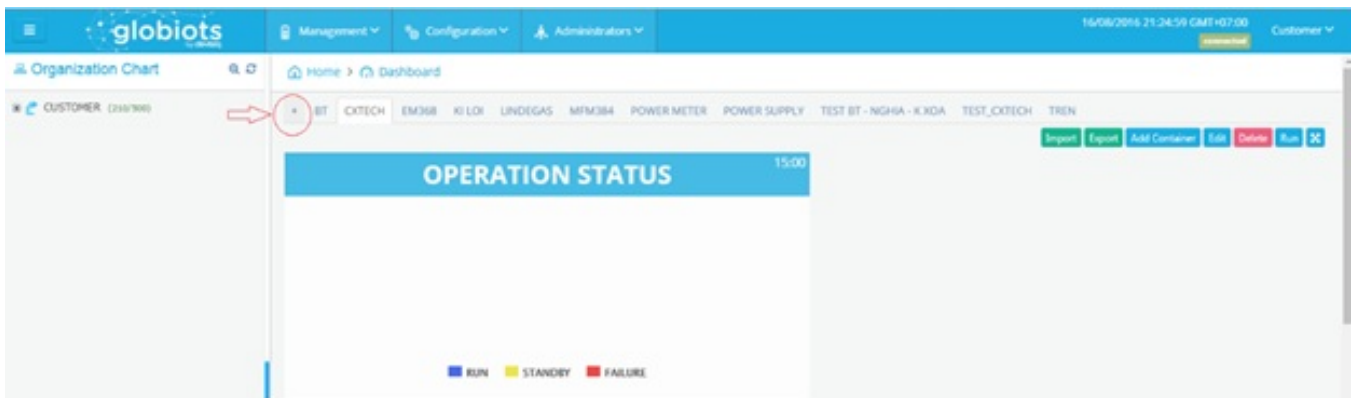 globiots
Management
Configuration
Administrators
16/08/2016 21:24:59 GMT+07:00
connected
Customer
Organization Chart
Home > Dashboard
CUSTOMER (210/300)
+ BT CXTECH EM368 KI LOI LINDEGAS MFM384 POWER METER POWER SUPPLY TEST BT - NGHIA - K.XOA TEST_CXTECH TREN
Import Export Add Container Edit Delete Run
OPERATION STATUS 15:00
RUN STANDBY FAILURE